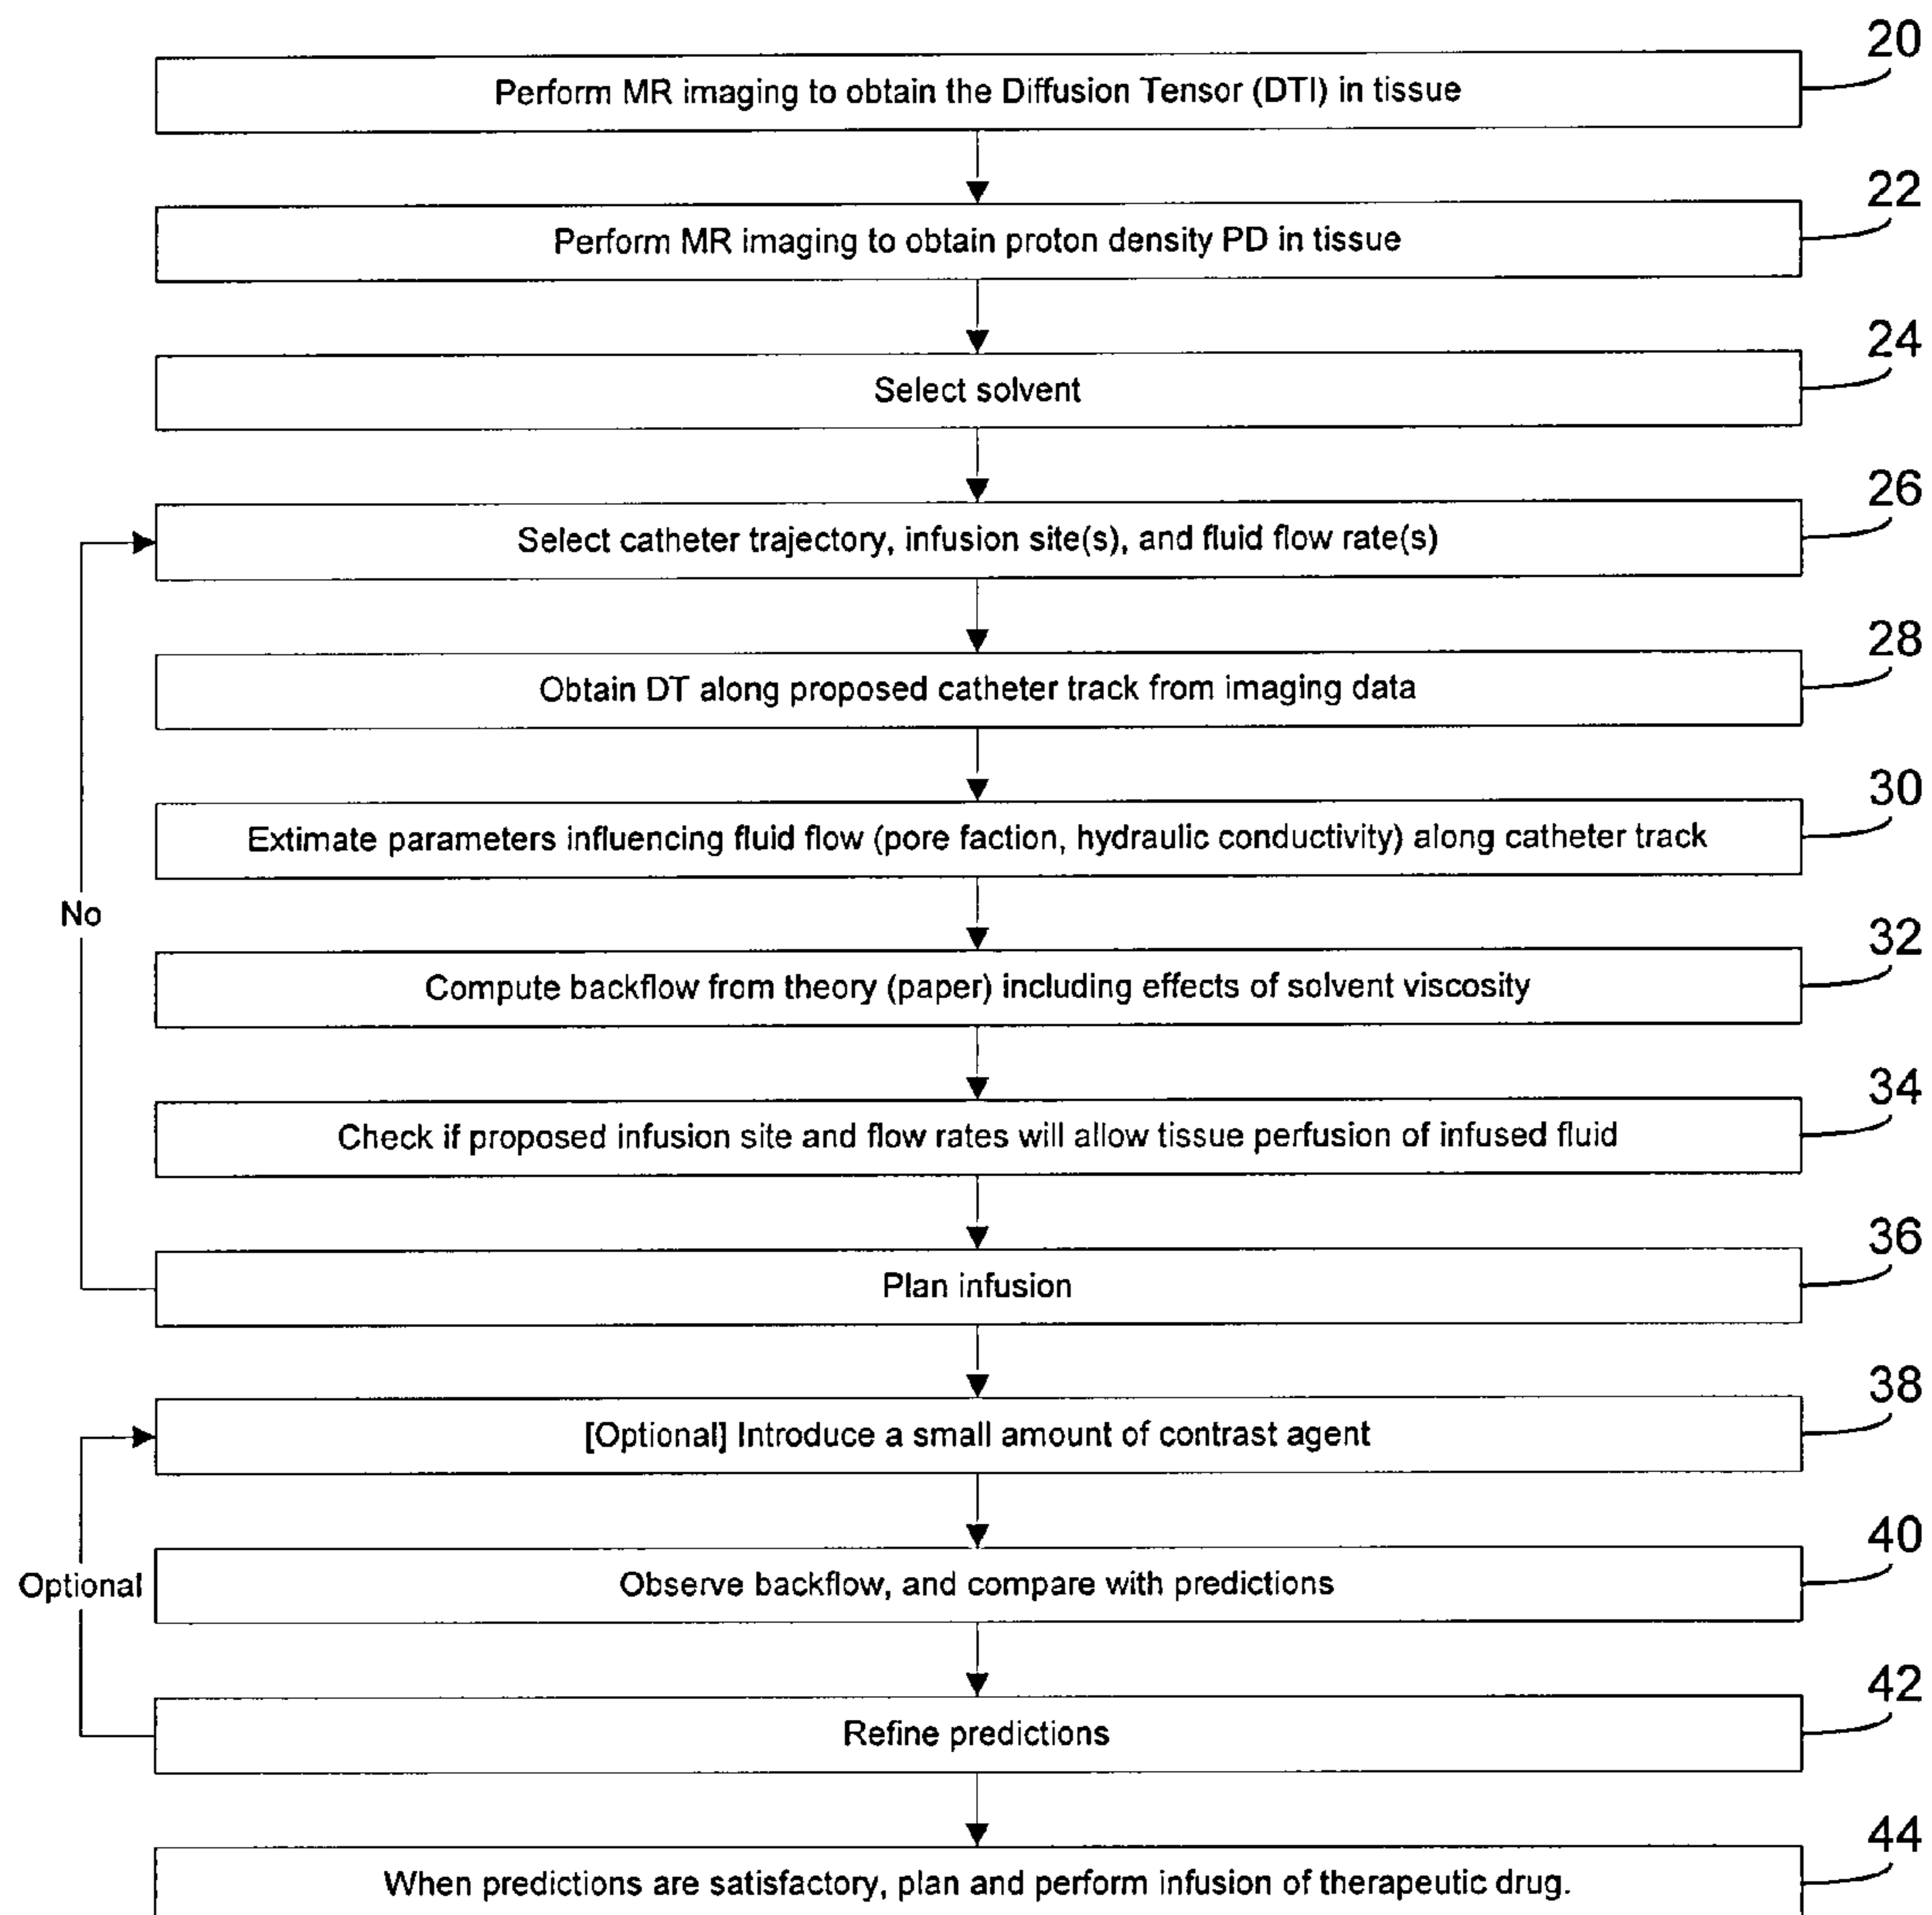 20
Perform MR imaging to obtain the Diffusion Tensor (DTI) in tissue
22
Perform MR imaging to obtain proton density PD in tissue
24
Select solvent
26
Select catheter trajectory, infusion site(s), and fluid flow rate(s)
28
Obtain DT along proposed catheter track from imaging data
30
Extimate parameters influencing fluid flow (pore faction, hydraulic conductivity) along catheter track
No
32
Compute backflow from theory (paper) including effects of solvent viscosity
34
Check if proposed infusion site and flow rates will allow tissue perfusion of infused fluid
36
Plan infusion
38
[Optional] Introduce a small amount of contrast agent
40
Optional
Observe backflow, and compare with predictions
42
Refine predictions
44
When predictions are satisfactory, plan and perform infusion of therapeutic drug.